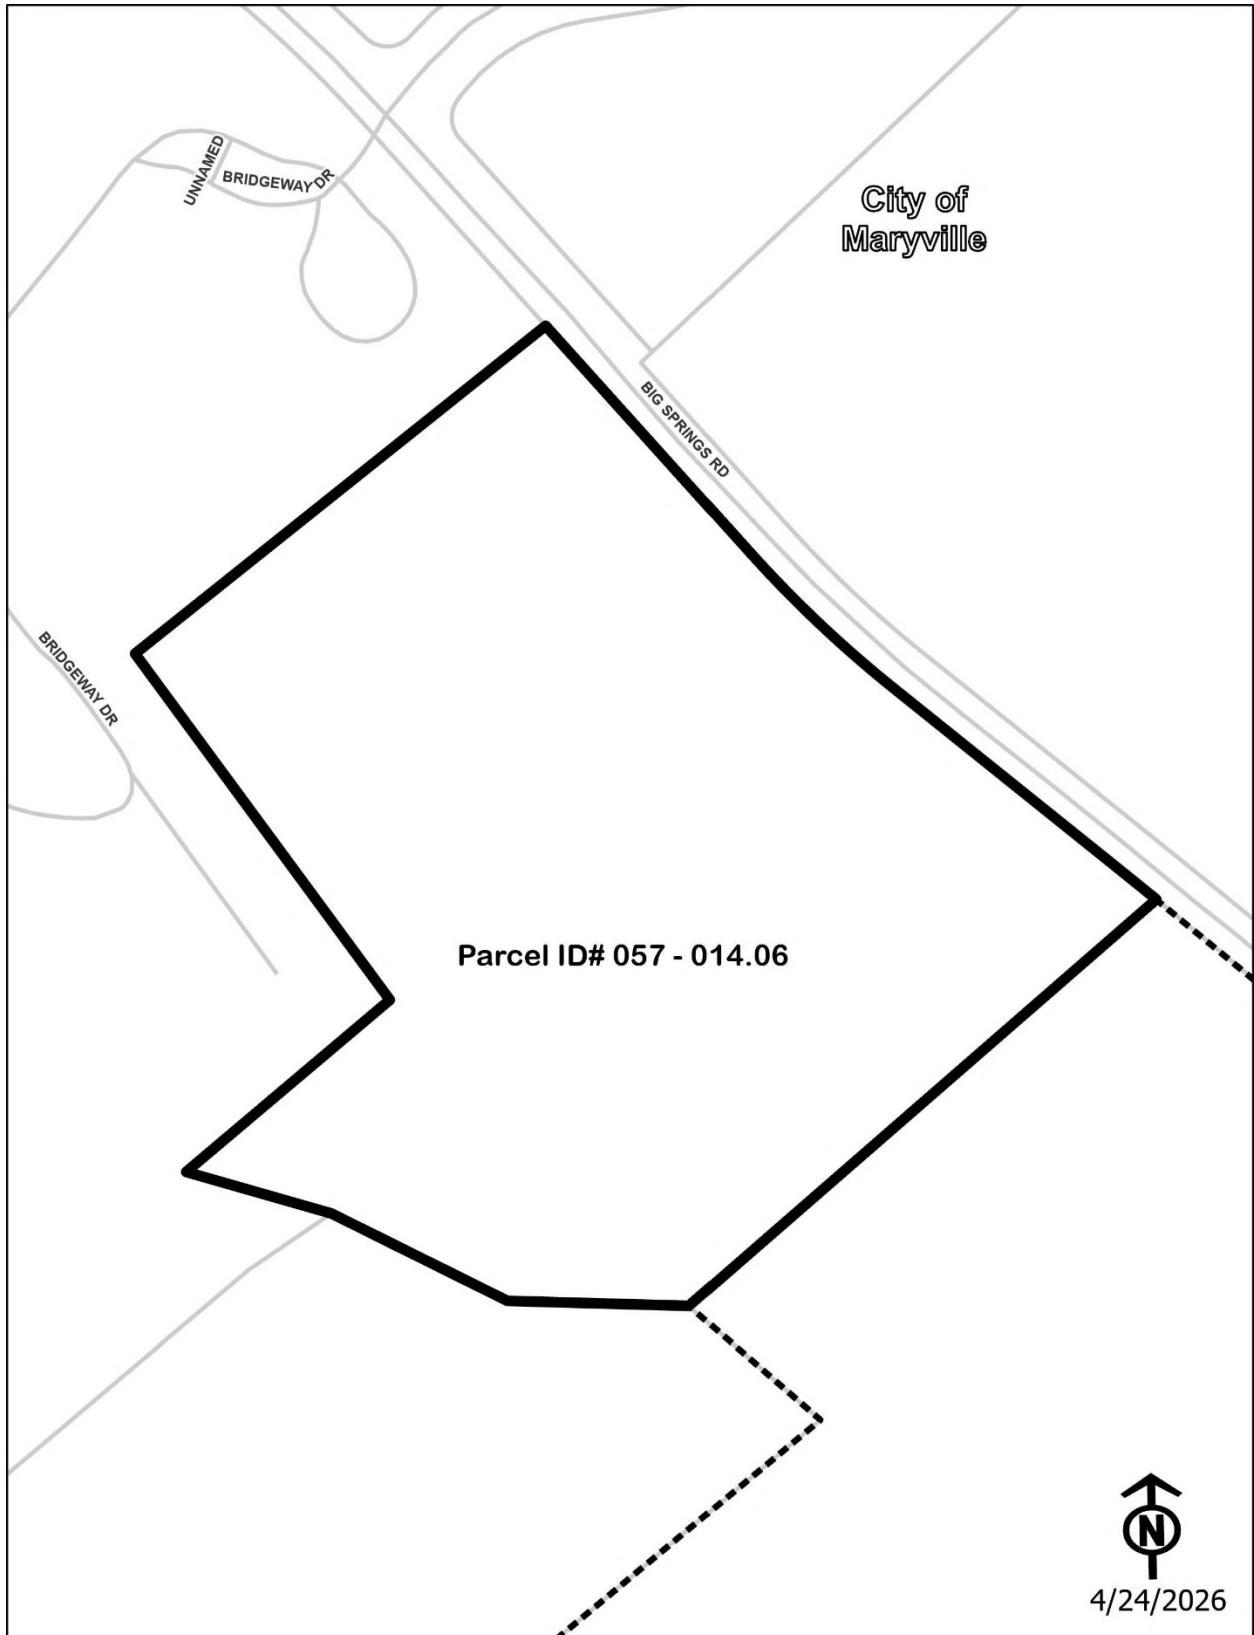 UNNAMED
BRIDGEWAY DR
City of
Maryville
BIG SPRINGS RD
BRIDGEWAY DR
Parcel ID# 057 - 014.06
N
4/24/2026